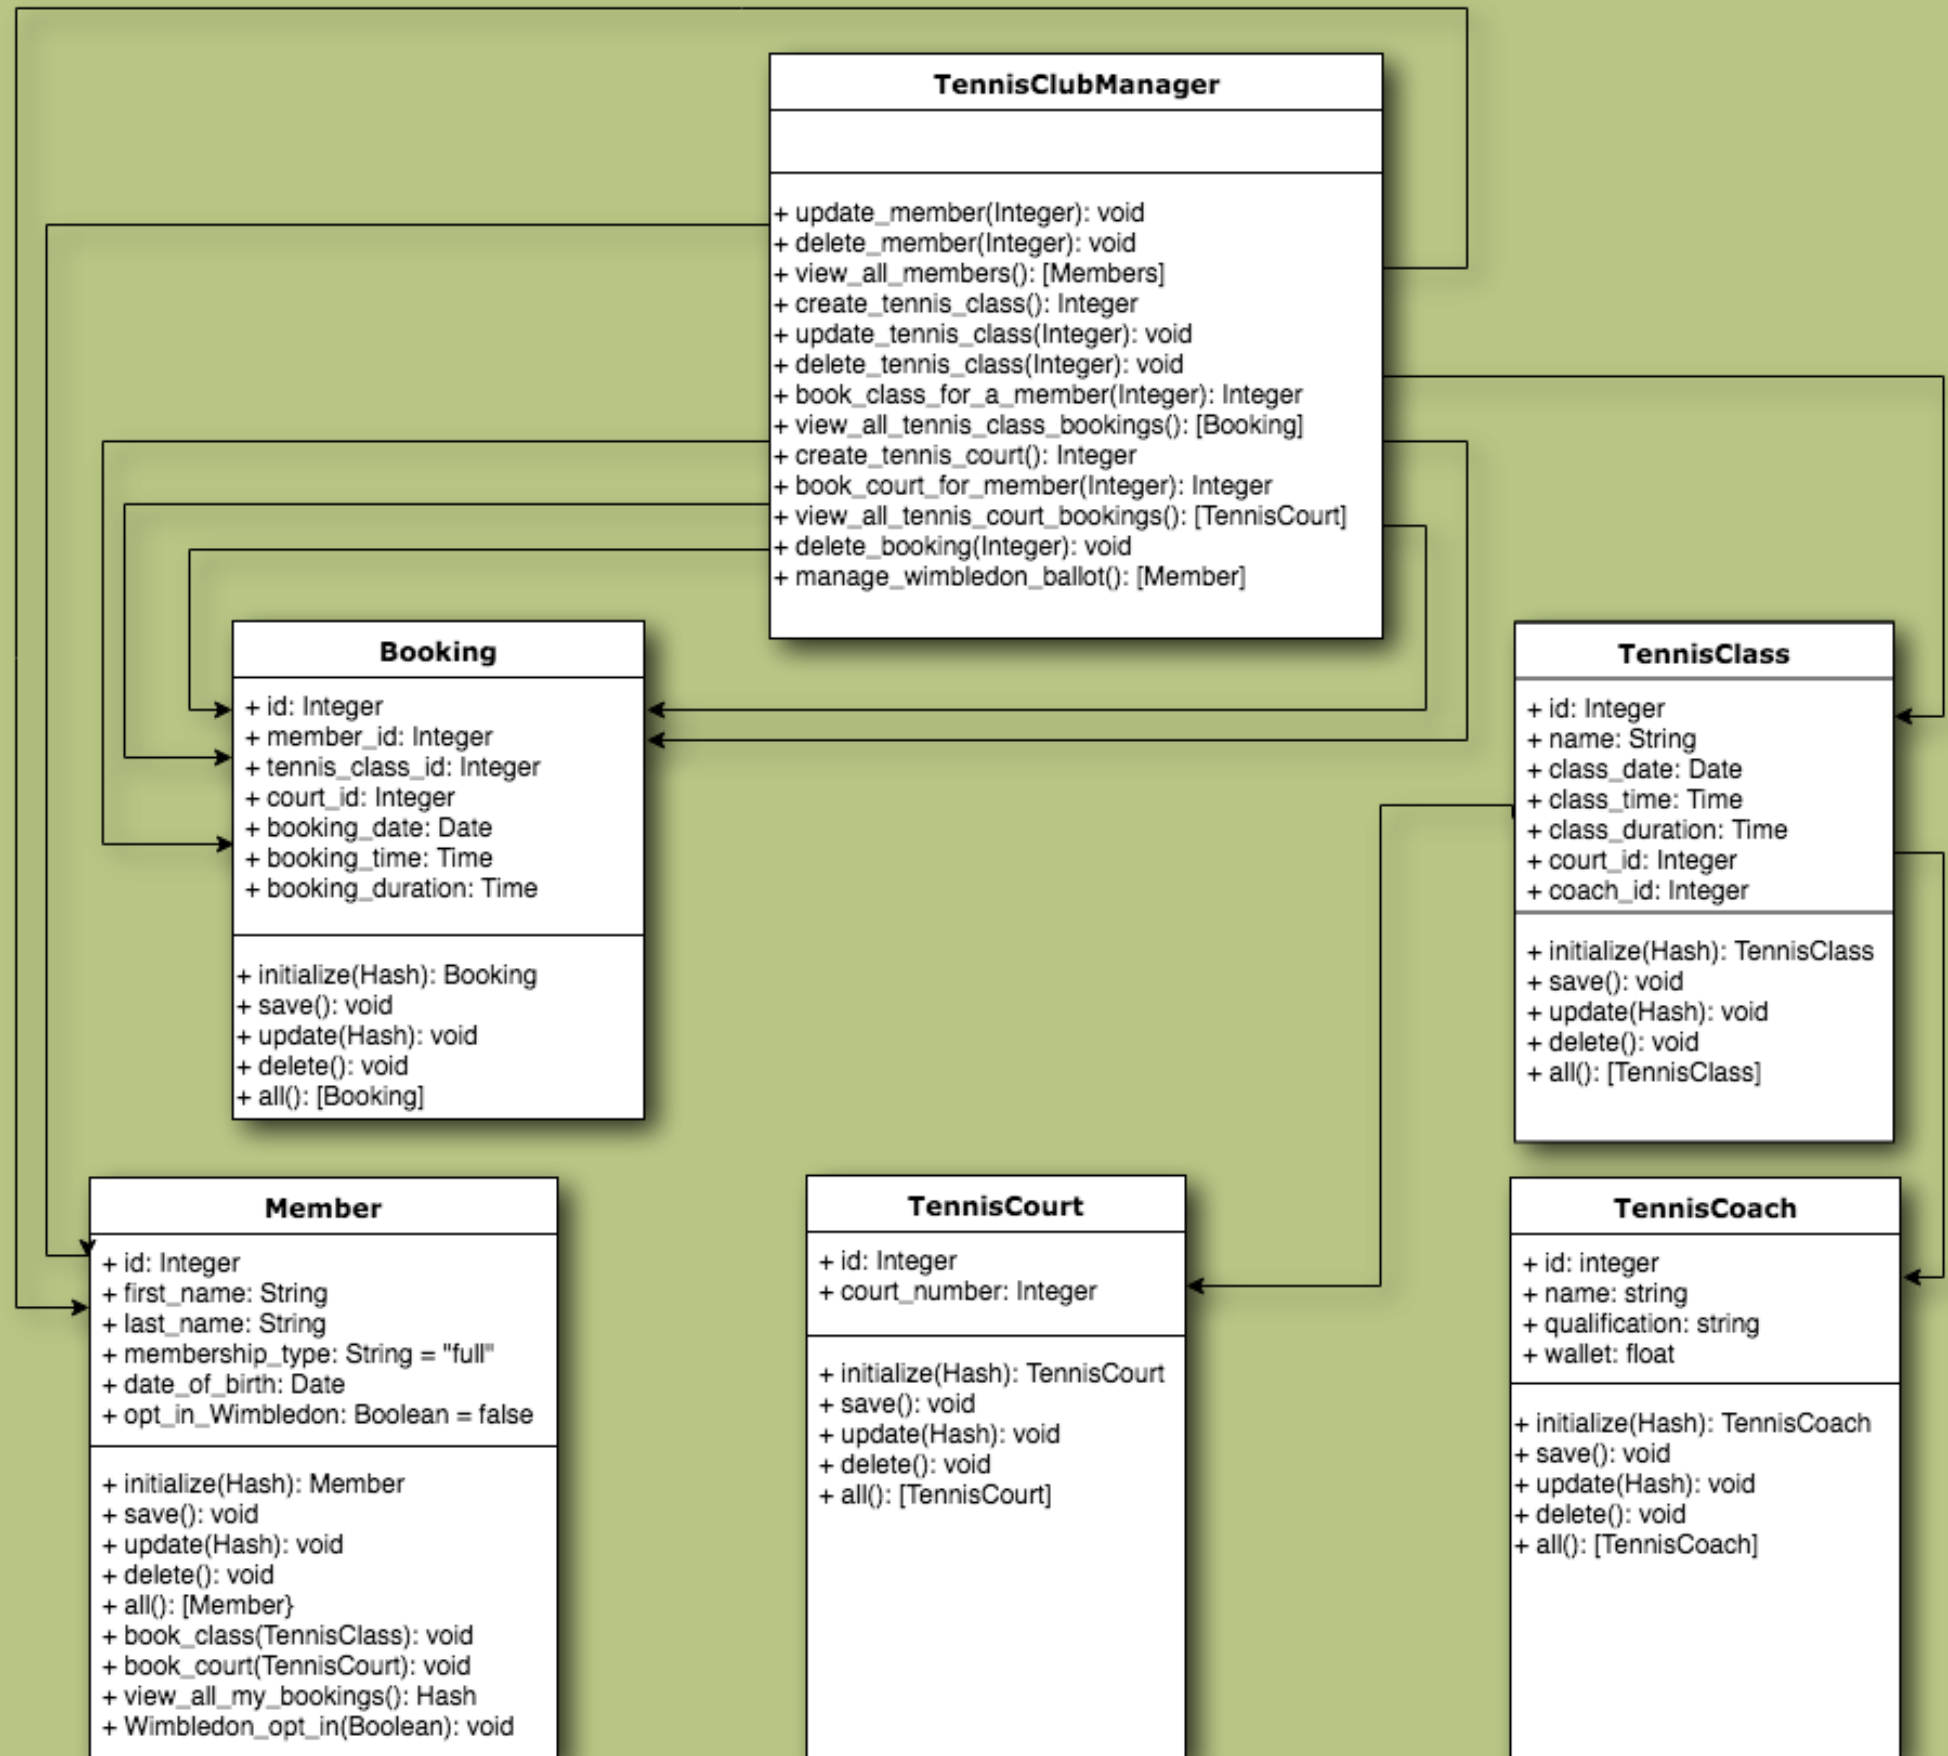 TennisClubManager
+ update_member(Integer): void
+ delete_member(Integer): void
+ view_all_members(): [Members]
+ create_tennis_class(): Integer
+ update_tennis_class(Integer): void
+ delete_tennis_class(Integer): void
+ book_class_for_a_member(Integer): Integer
+ view_all_tennis_class_bookings(): [Booking]
+ create_tennis_court(): Integer
+ book_court_for_member(Integer): Integer
+ view_all_tennis_court_bookings(): [TennisCourt]
+ delete_booking(Integer): void
+ manage_wimbledon_ballot(): [Member]
Booking
+ id: Integer
+ member_id: Integer
+ tennis_class_id: Integer
+ court_id: Integer
+ booking_date: Date
+ booking_time: Time
+ booking_duration: Time
+ initialize(Hash): Booking
+ save(): void
+ update(Hash): void
+ delete(): void
+ all(): [Booking]
TennisClass
+ id: Integer
+ name: String
+ class_date: Date
+ class_time: Time
+ class_duration: Time
+ court_id: Integer
+ coach_id: Integer
+ initialize(Hash): TennisClass
+ save(): void
+ update(Hash): void
+ delete(): void
+ all(): [TennisClass]
Member
+ id: Integer
+ first_name: String
+ last_name: String
+ membership_type: String = "full"
+ date_of_birth: Date
+ opt_in_Wimbledon: Boolean = false
+ initialize(Hash): Member
+ save(): void
+ update(Hash): void
+ delete(): void
+ all(): [Member}
+ book_class(TennisClass): void
+ book_court(TennisCourt): void
+ view_all_my_bookings(): Hash
+ Wimbledon_opt_in(Boolean): void
TennisCourt
+ id: Integer
+ court_number: Integer
+ initialize(Hash): TennisCourt
+ save(): void
+ update(Hash): void
+ delete(): void
+ all(): [TennisCourt]
TennisCoach
+ id: integer
+ name: string
+ qualification: string
+ wallet: float
+ initialize(Hash): TennisCoach
+ save(): void
+ update(Hash): void
+ delete(): void
+ all(): [TennisCoach]